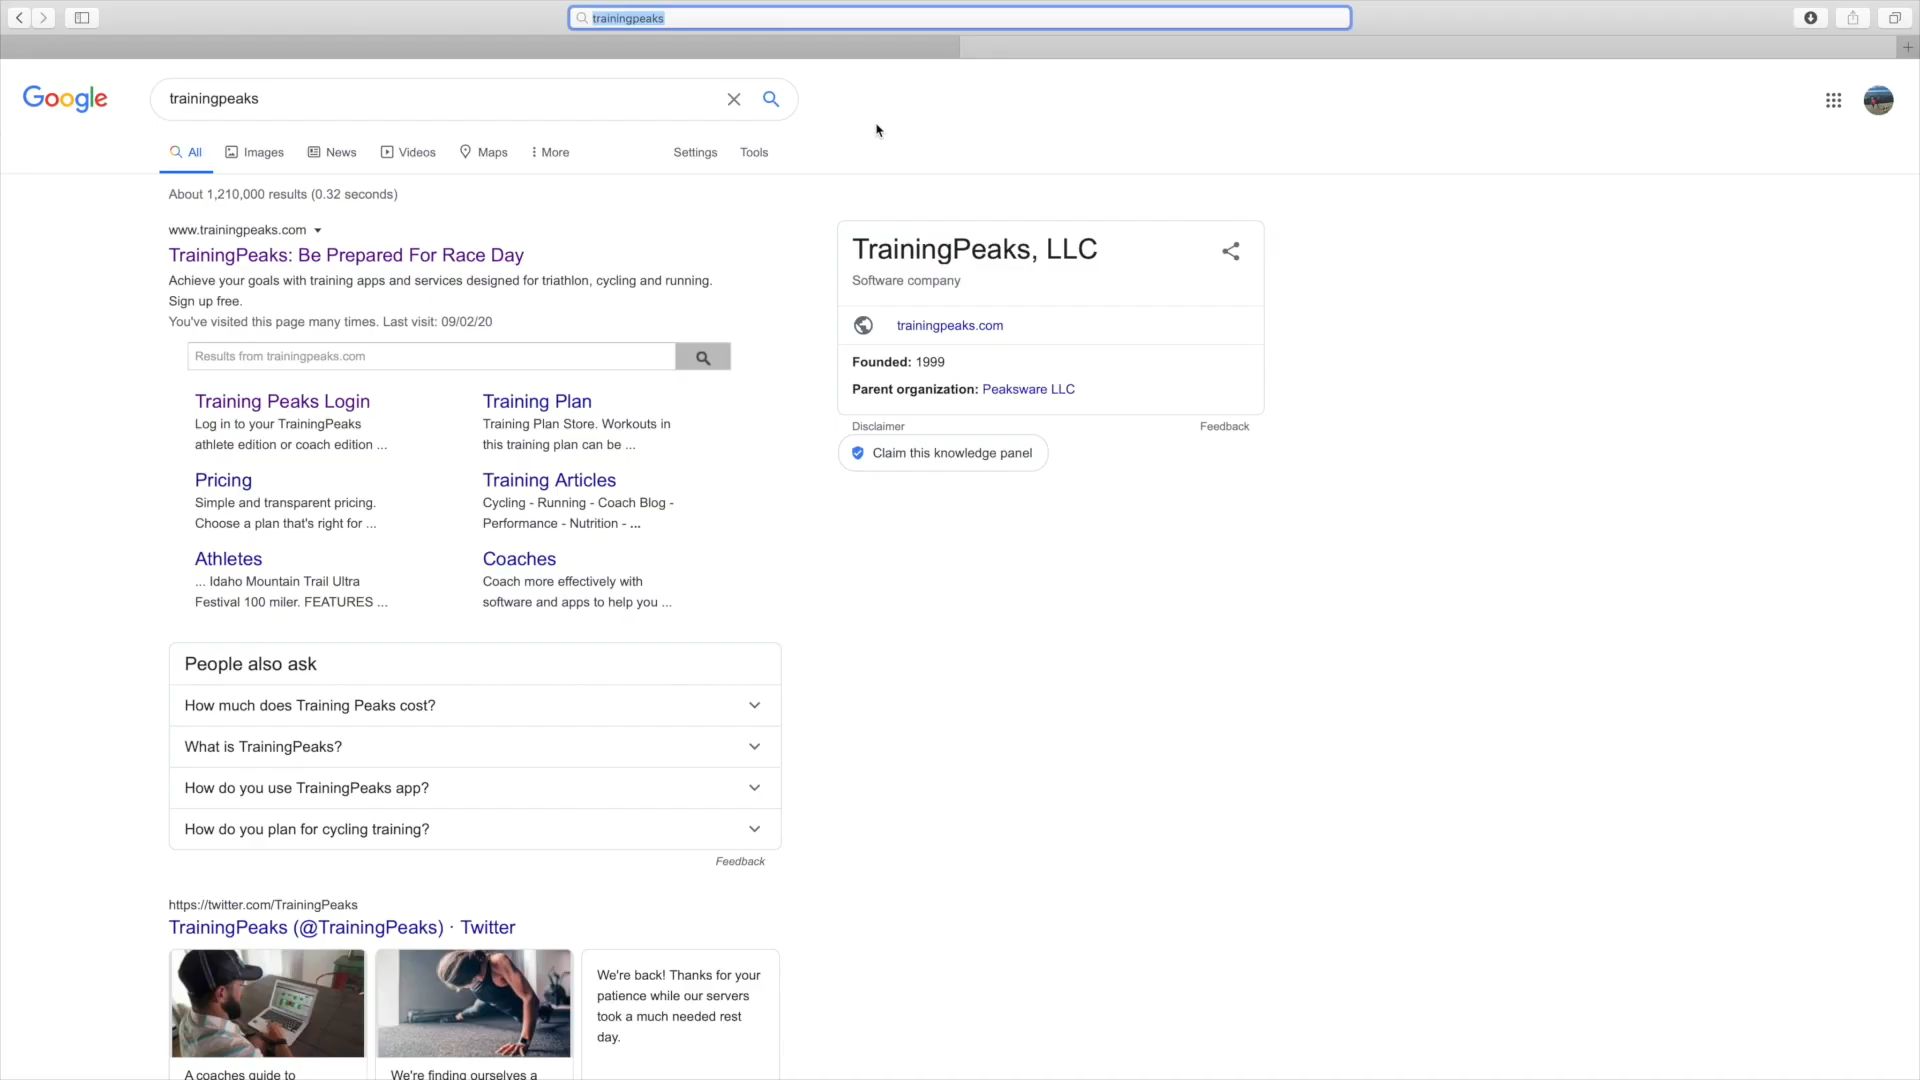 trainingpeaks
Google
trainingpeaks
All
Images
News
Videos
Maps
More
Settings
Tools
About 1,210,000 results (0.32 seconds)
www.trainingpeaks.com
TrainingPeaks: Be Prepared For Race Day
Achieve your goals with training apps and services designed for triathlon, cycling and running.
Sign up free.
You've visited this page many times. Last visit: 09/02/20
Results from trainingpeaks.com
Training Peaks Login
Log in to your TrainingPeaks
athlete edition or coach edition ...
Training Plan
Training Plan Store. Workouts in
this training plan can be ...
Pricing
Simple and transparent pricing.
Choose a plan that's right for ...
Training Articles
Cycling - Running - Coach Blog -
Performance - Nutrition - ...
Athletes
... Idaho Mountain Trail Ultra
Festival 100 miler. FEATURES ...
Coaches
Coach more effectively with
software and apps to help you ...
People also ask
How much does Training Peaks cost?
What is TrainingPeaks?
How do you use TrainingPeaks app?
How do you plan for cycling training?
Feedback
https://twitter.com/TrainingPeaks
TrainingPeaks (@TrainingPeaks) · Twitter
A coaches guide to
We're finding ourselves a
We're back! Thanks for your
patience while our servers
took a much needed rest
day.
TrainingPeaks, LLC
Software company
trainingpeaks.com
Founded: 1999
Parent organization: Peaksware LLC
Disclaimer
Feedback
Claim this knowledge panel